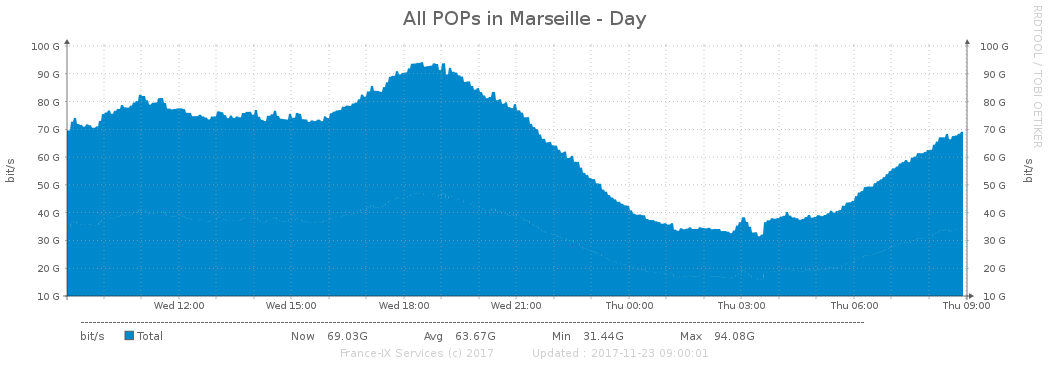 All POPs in Marseille - Day
RRDTOOL / TOBI OETIKER
100 G 100 G
90 G 90 G
80 G 80 G
70 G 70 G
60 G 60 G
50 G 50 G
40 G 40 G
30 G 30 G
20 G 20 G
10 G 10 G
bit/s bit/s
Wed 12:00 Wed 15:00 Wed 18:00 Wed 21:00 Thu 00:00 Thu 03:00 Thu 06:00 Thu 09:00
bit/s Total Now 69.03G Avg 63.67G Min 31.44G Max 94.08G
France-IX Services (c) 2017 Updated : 2017-11-23 09:00:01